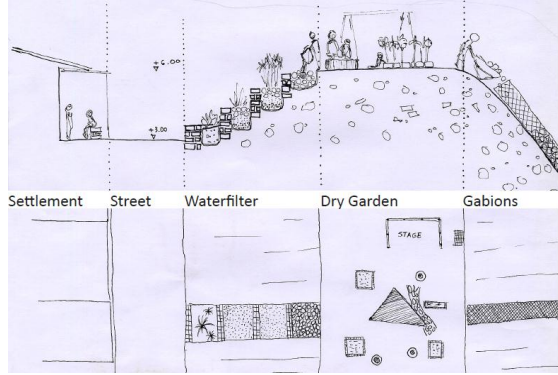 +6.00
+3.00
Settlement
Street
Waterfilter
Dry Garden
Gabions
STAGE